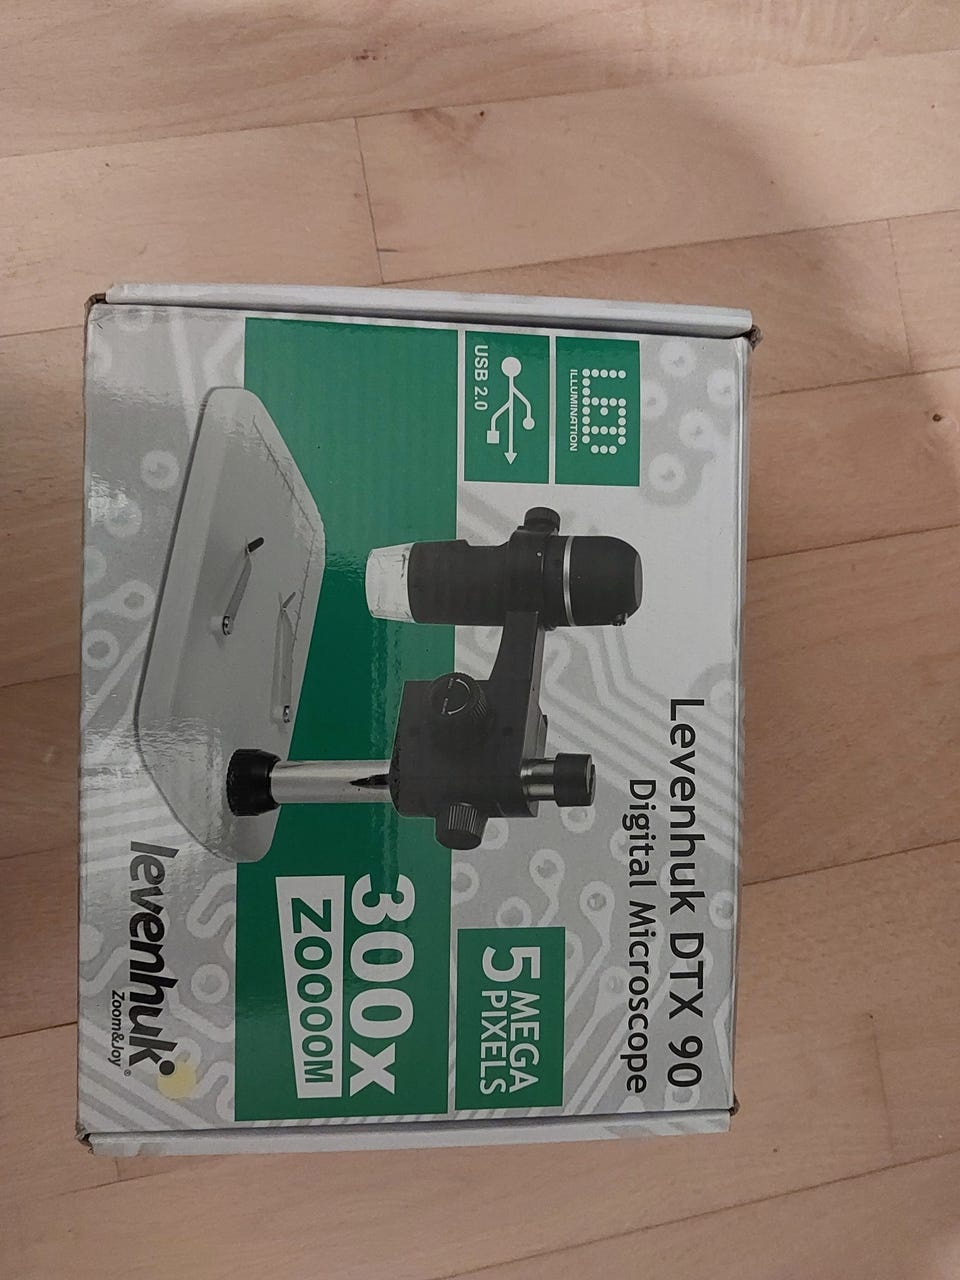 Levenhuk DTX 90
Digital Microscope
LED
ILLUMINATION
USB 2.0
5 MEGA
PIXELS
300x
ZOOOOM
levenhuk
Zoom&Joy®